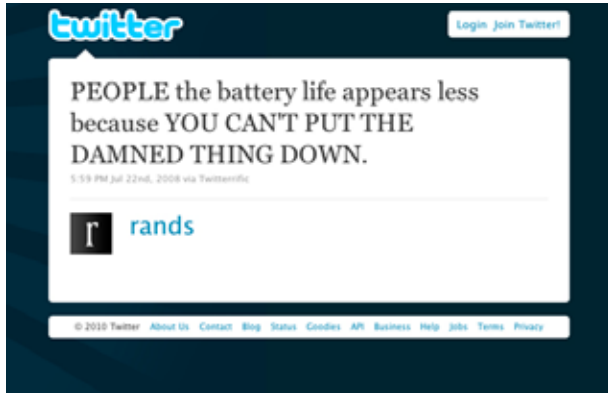 twitter
Login Join Twitter!
PEOPLE the battery life appears less
because YOU CAN'T PUT THE
DAMNED THING DOWN.
5:59 PM Jul 22nd, 2008 via Twitterrific
r
rands
© 2010 Twitter About Us Contact Blog Status Goodies API Business Help Jobs Terms Privacy